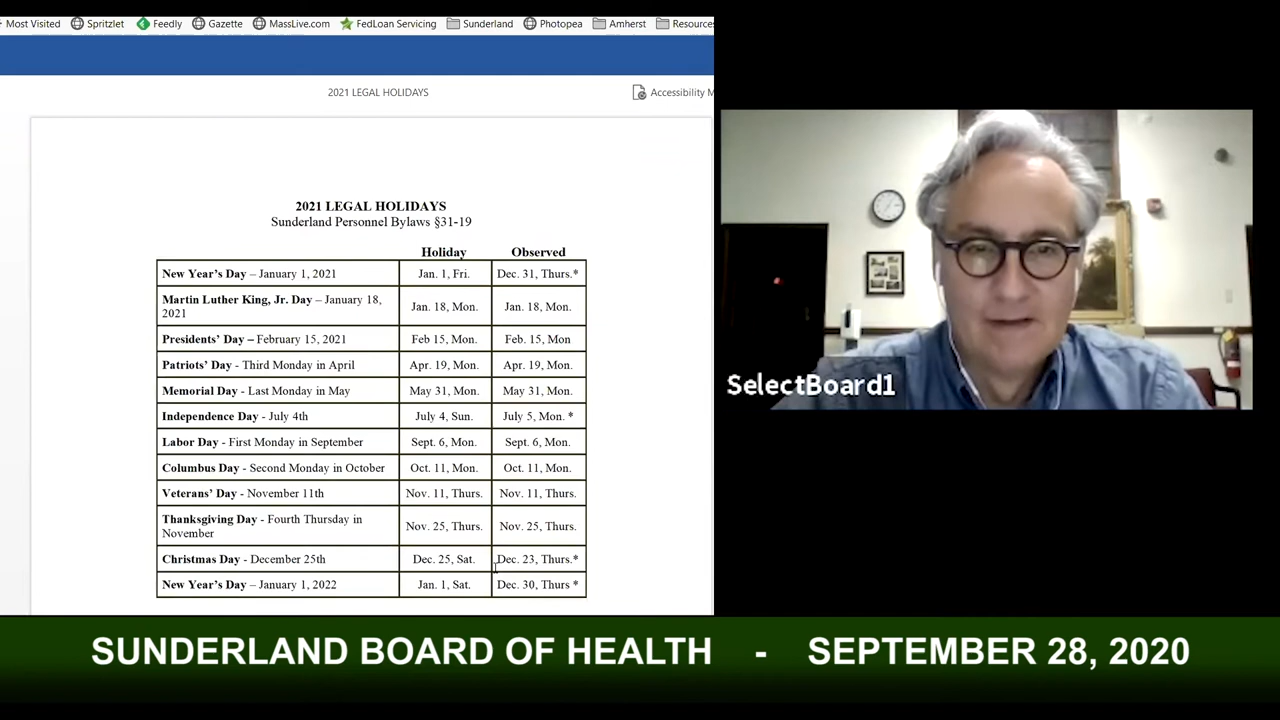 Most Visited Spritzlet Feedly Gazette MassLive.com FedLoan Servicing Sunderland Photopea Amherst Resources
2021 LEGAL HOLIDAYS
Accessibility M
2021 LEGAL HOLIDAYS
Sunderland Personnel Bylaws §31-19
Holiday Observed
New Year's Day – January 1, 2021 Jan. 1, Fri. Dec. 31, Thurs.*
Martin Luther King, Jr. Day – January 18,
2021 Jan. 18, Mon. Jan. 18, Mon.
Presidents' Day – February 15, 2021 Feb 15, Mon. Feb. 15, Mon
Patriots' Day - Third Monday in April Apr. 19, Mon. Apr. 19, Mon.
Memorial Day - Last Monday in May May 31, Mon. May 31, Mon.
Independence Day - July 4th July 4, Sun. July 5, Mon. *
Labor Day - First Monday in September Sept. 6, Mon. Sept. 6, Mon.
Columbus Day - Second Monday in October Oct. 11, Mon. Oct. 11, Mon.
Veterans' Day - November 11th Nov. 11, Thurs. Nov. 11, Thurs.
Thanksgiving Day - Fourth Thursday in
November Nov. 25, Thurs. Nov. 25, Thurs.
Christmas Day - December 25th Dec. 25, Sat. Dec. 23, Thurs.*
New Year's Day – January 1, 2022 Jan. 1, Sat. Dec. 30, Thurs *
SelectBoard1
SUNDERLAND BOARD OF HEALTH - SEPTEMBER 28, 2020